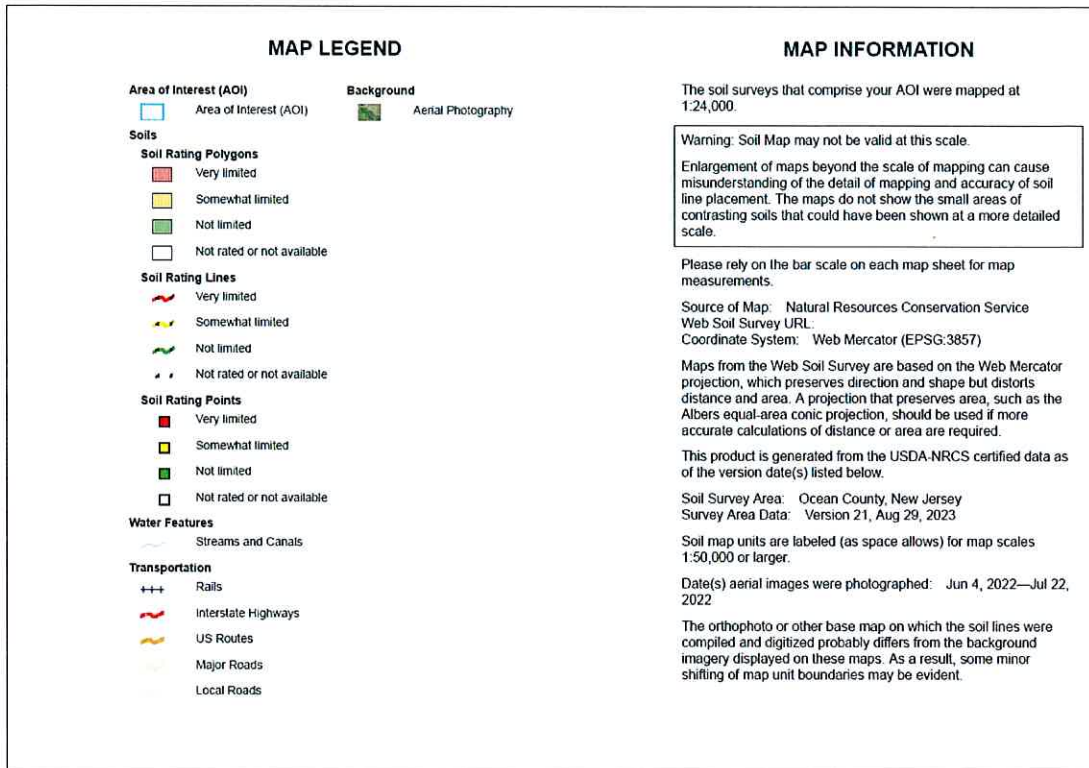 MAP LEGEND
Area of Interest (AOI)
Area of Interest (AOI)
Background
Aerial Photography
Soils
Soil Rating Polygons
Very limited
Somewhat limited
Not limited
Not rated or not available
Soil Rating Lines
Very limited
Somewhat limited
Not limited
Not rated or not available
Soil Rating Points
Very limited
Somewhat limited
Not limited
Not rated or not available
Water Features
Streams and Canals
Transportation
Rails
Interstate Highways
US Routes
Major Roads
Local Roads
MAP INFORMATION
The soil surveys that comprise your AOI were mapped at
1:24,000.
Warning: Soil Map may not be valid at this scale.
Enlargement of maps beyond the scale of mapping can cause
misunderstanding of the detail of mapping and accuracy of soil
line placement. The maps do not show the small areas of
contrasting soils that could have been shown at a more detailed
scale.
Please rely on the bar scale on each map sheet for map
measurements.
Source of Map: Natural Resources Conservation Service
Web Soil Survey URL:
Coordinate System: Web Mercator (EPSG:3857)
Maps from the Web Soil Survey are based on the Web Mercator
projection, which preserves direction and shape but distorts
distance and area. A projection that preserves area, such as the
Albers equal-area conic projection, should be used if more
accurate calculations of distance or area are required.
This product is generated from the USDA-NRCS certified data as
of the version date(s) listed below.
Soil Survey Area: Ocean County, New Jersey
Survey Area Data: Version 21, Aug 29, 2023
Soil map units are labeled (as space allows) for map scales
1:50,000 or larger.
Date(s) aerial images were photographed: Jun 4, 2022—Jul 22,
2022
The orthophoto or other base map on which the soil lines were
compiled and digitized probably differs from the background
imagery displayed on these maps. As a result, some minor
shifting of map unit boundaries may be evident.